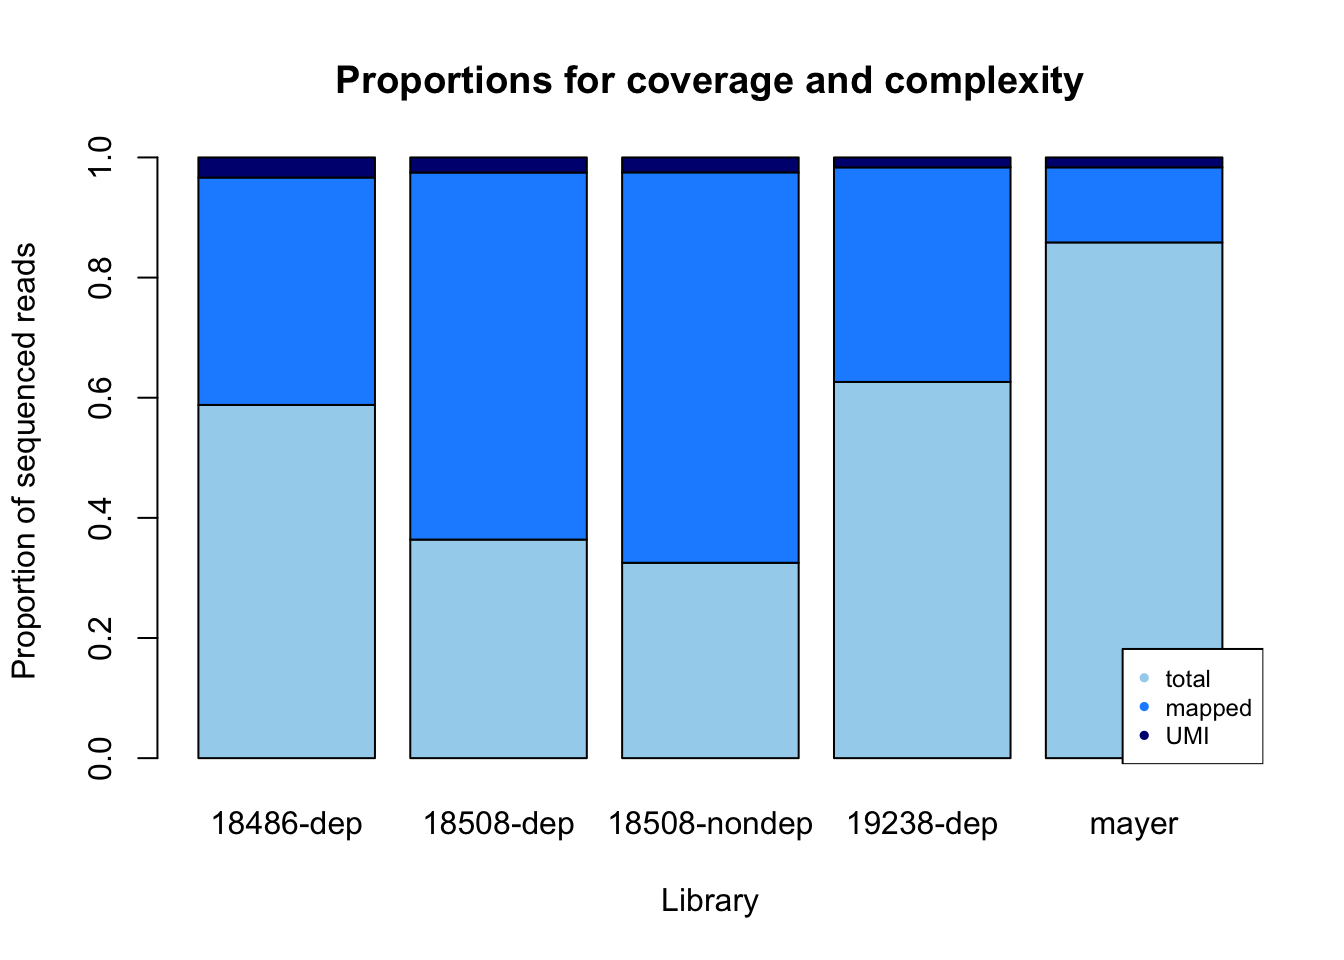 Proportions for coverage and complexity
Proportion of sequenced reads
1.0
0.8
0.6
0.4
0.2
0.0
total
mapped
UMI
18486-dep 18508-dep 18508-nondep 19238-dep mayer
Library